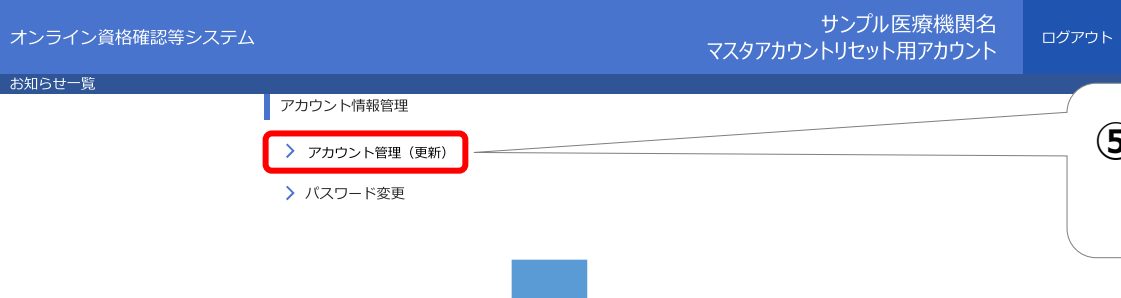 オンライン資格確認等システム
サンプル医療機関名
マスタアカウントリセット用アカウント
ログアウト
お知らせ一覧
アカウント情報管理
アカウント管理（更新）
パスワード変更
⑤